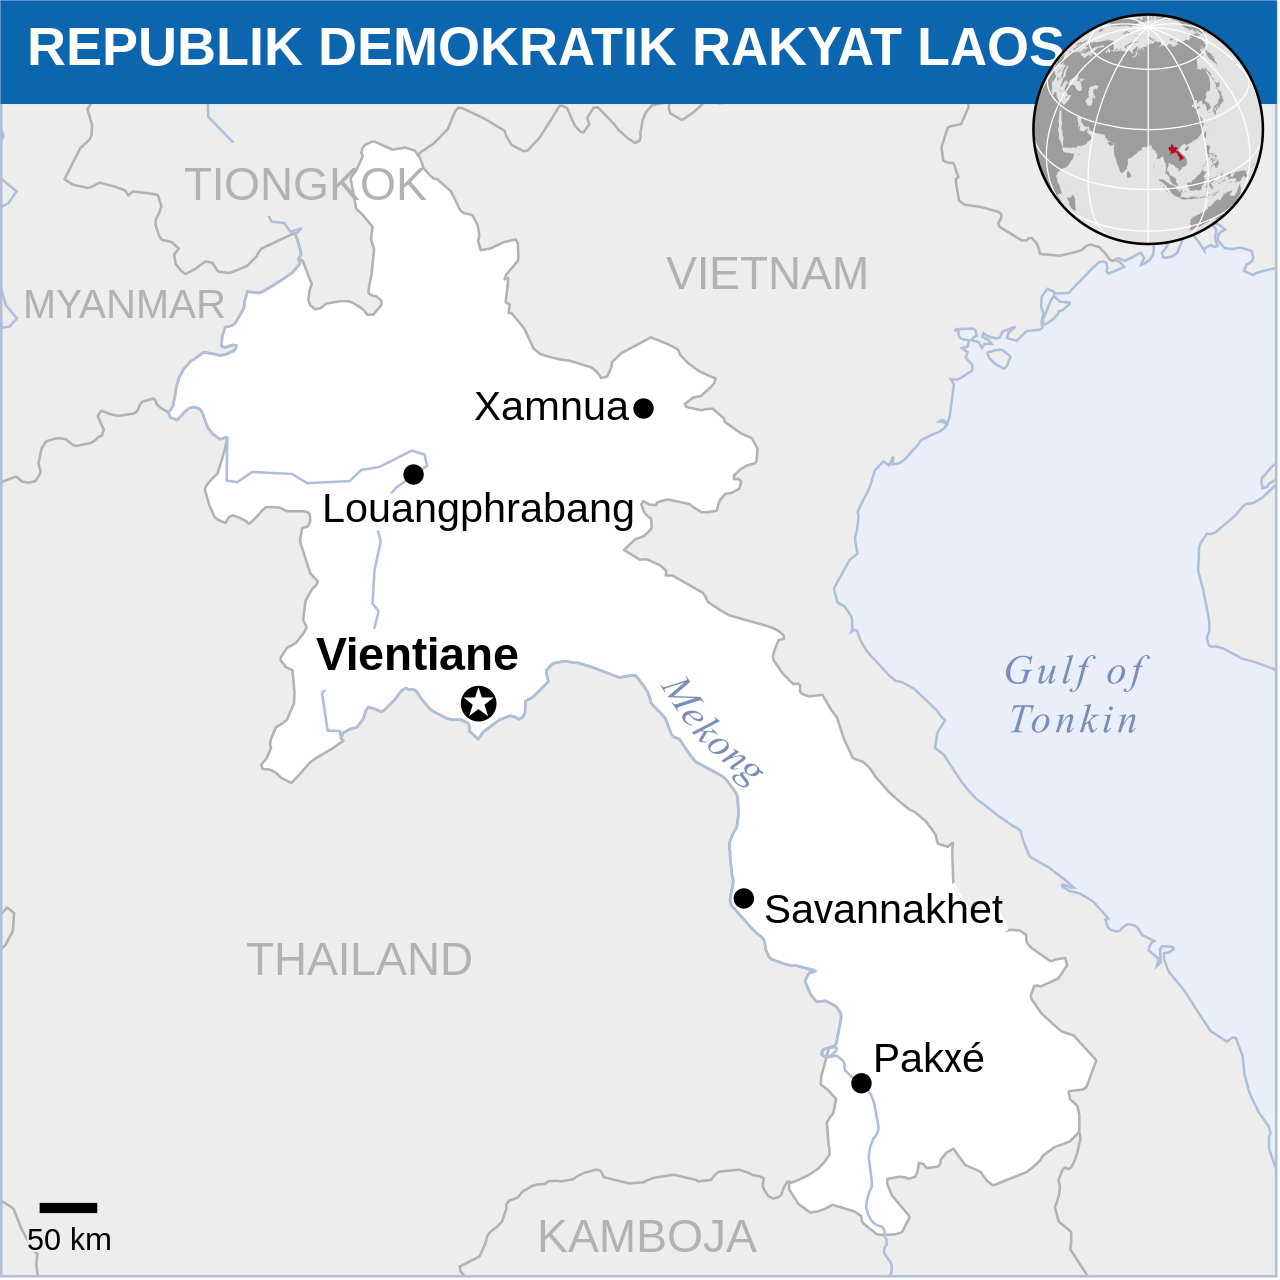 REPUBLIK DEMOKRATIK RAKYAT LAOS
TIONGKOK
VIETNAM
MYANMAR
Xamnua
Louangphrabang
Vientiane
Mekong
Gulf of
Tonkin
Savannakhet
THAILAND
Pakxé
KAMBOJA
50 km